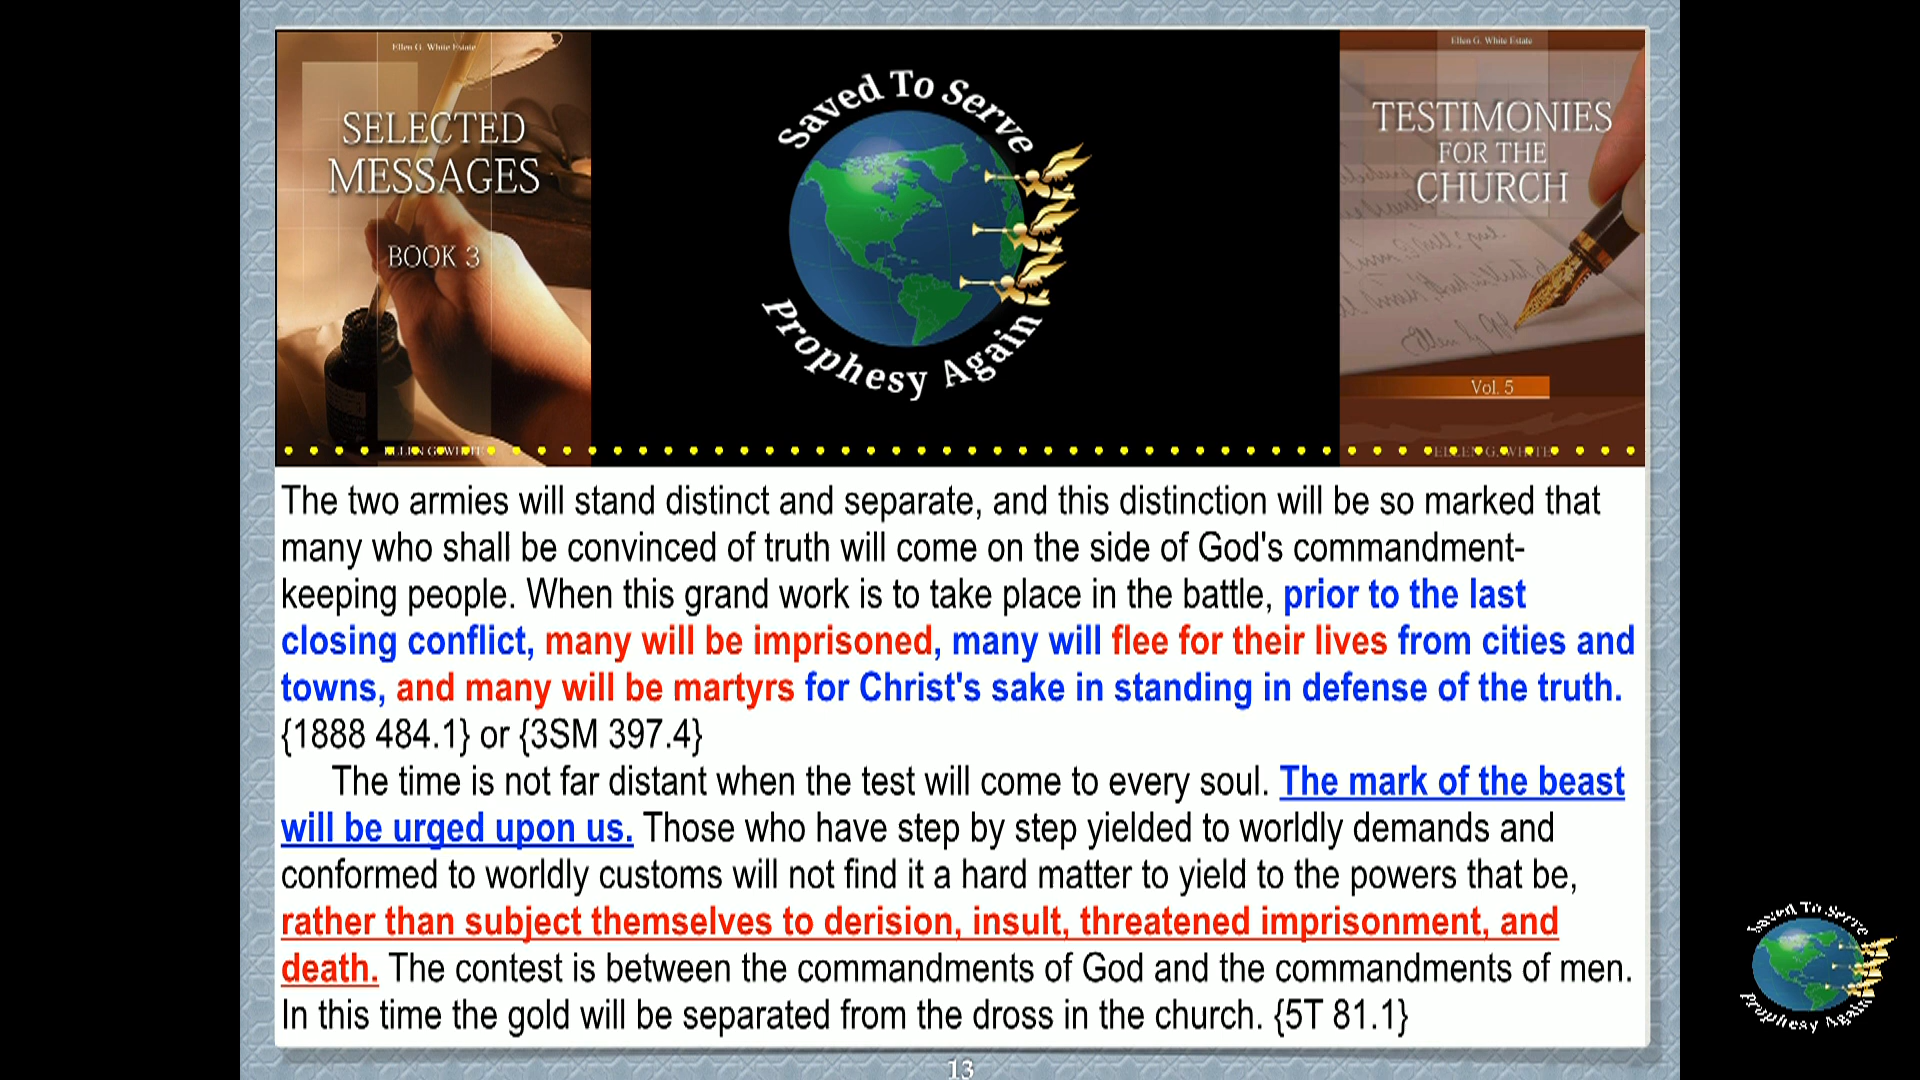 Ellen G. White Estate
SELECTED
MESSAGES
BOOK 3
ELLEN G. WHITE
Saved To Serve
Prophesy Again
Ellen G. White Estate
TESTIMONIES
FOR THE
CHURCH
Vol. 5
ELLEN G. WHITE
The two armies will stand distinct and separate, and this distinction will be so marked that
many who shall be convinced of truth will come on the side of God's commandment-
keeping people. When this grand work is to take place in the battle, prior to the last
closing conflict, many will be imprisoned, many will flee for their lives from cities and
towns, and many will be martyrs for Christ's sake in standing in defense of the truth.
{1888 484.1} or {3SM 397.4}
The time is not far distant when the test will come to every soul. The mark of the beast
will be urged upon us. Those who have step by step yielded to worldly demands and
conformed to worldly customs will not find it a hard matter to yield to the powers that be,
rather than subject themselves to derision, insult, threatened imprisonment, and
death. The contest is between the commandments of God and the commandments of men.
In this time the gold will be separated from the dross in the church. {5T 81.1}
13
Saved To Serve
Prophesy Again